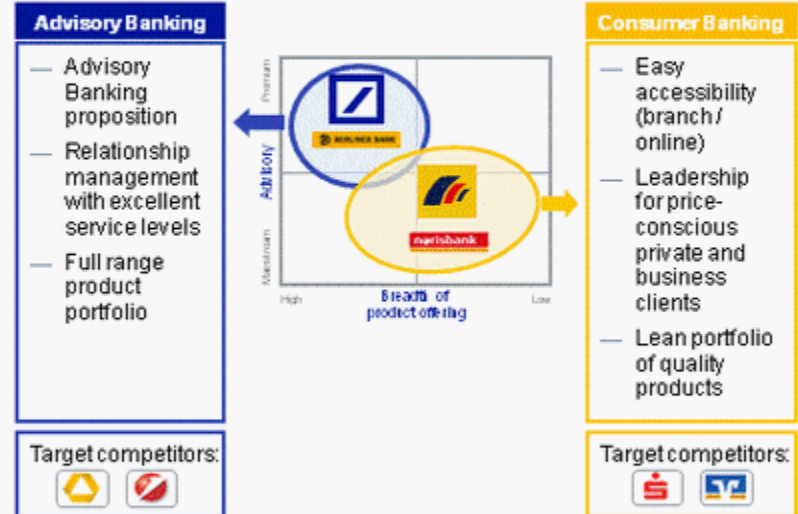 Advisory Banking
— Advisory
Banking
proposition
— Relationship
management
with excellent
service levels
— Full range
product
portfolio
Target competitors:
Premium
Advisory
Mainstream
BERLINER BANK
norisbank
High
Breadth of
product offering
Low
Consumer Banking
— Easy
accessibility
(branch /
online)
— Leadership
for price-
conscious
private and
business
clients
— Lean portfolio
of quality
products
Target competitors: